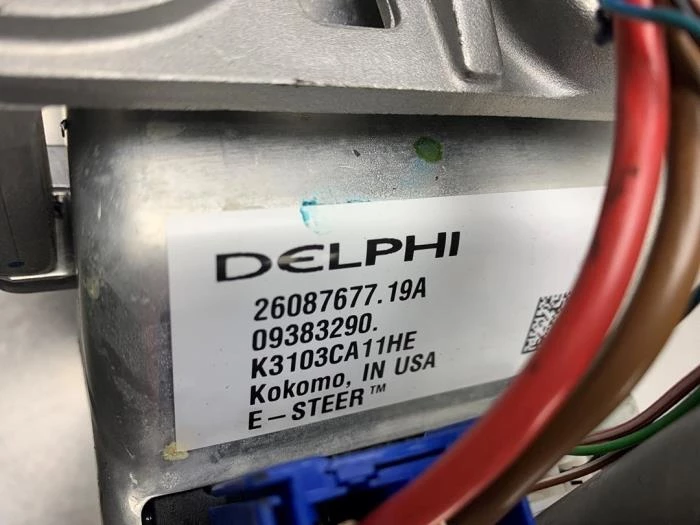 DELPHI
26087677.19A
09383290.
K3103CA11HE
Kokomo, IN USA
E-STEER™